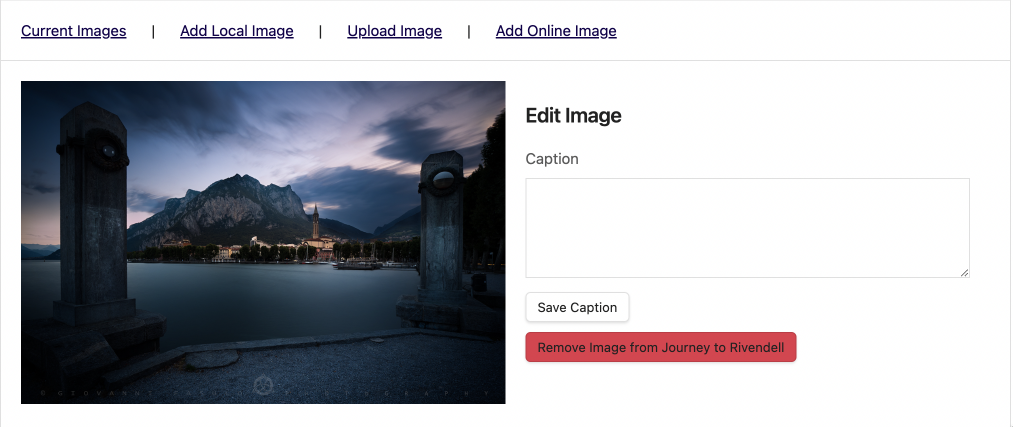 Current Images | Add Local Image | Upload Image | Add Online Image
Edit Image
Caption
Save Caption
Remove Image from Journey to Rivendell